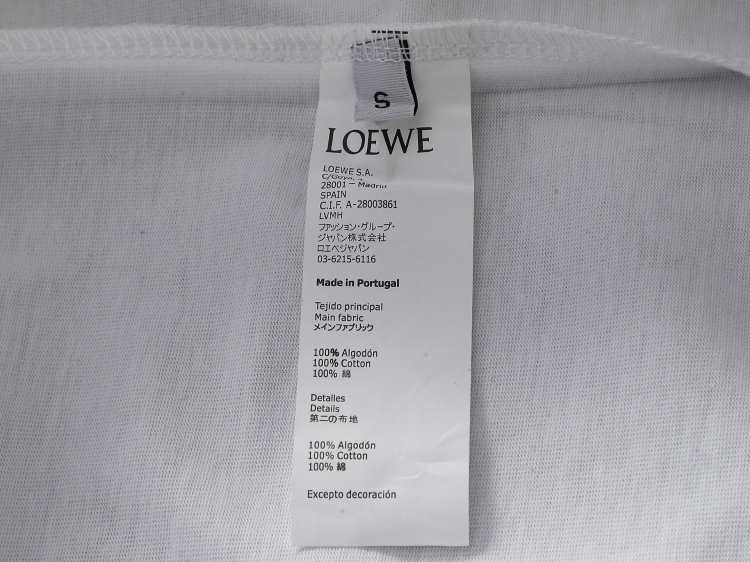 S
LOEWE
LOEWE S.A.
28001 – Madrid
SPAIN
C.I.F. A-28003861
LVMH
ファッション・グループ・
ジャパン株式会社
ロエベジャパン
03-6215-6116
Made in Portugal
Tejido principal
Main fabric
メインファブリック
100% Algodón
100% Cotton
100% 綿
Detalles
Details
第二の布地
100% Algodón
100% Cotton
100% 綿
Excepto decoración